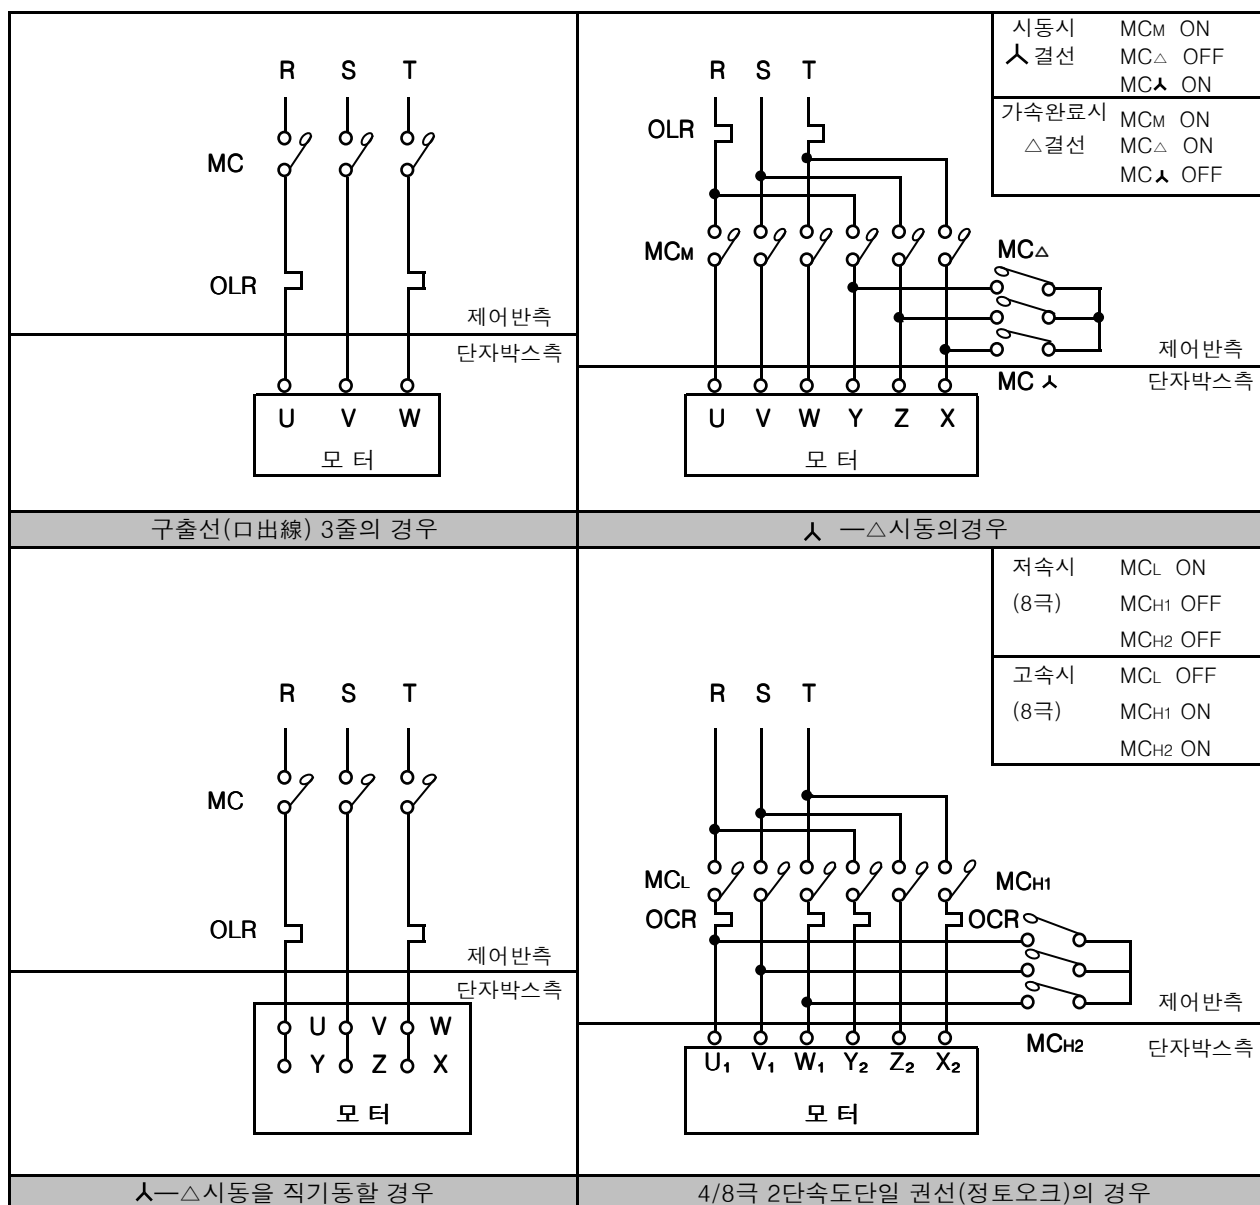 R S T
MC
OLR
제어반측
단자박스측
U V W
모 터
구출선(口出線) 3줄의 경우
시동시 MCM ON
⅄결선 MC△ OFF
MC⅄ ON
가속완료시 MCM ON
△결선 MC△ ON
MC⅄ OFF
R S T
OLR
MCM
MC△
제어반측
MC⅄ 단자박스측
U V W Y Z X
모 터
⅄ ―△시동의경우
R S T
MC
OLR
제어반측
단자박스측
U V W
Y Z X
모 터
⅄―△시동을 직기동할 경우
저속시 MCL ON
(8극) MCH1 OFF
MCH2 OFF
고속시 MCL OFF
(8극) MCH1 ON
MCH2 ON
R S T
MCL MCH1
OCR OCR
제어반측
MCH2 단자박스측
U1 V1 W1 Y2 Z2 X2
모 터
4/8극 2단속도단일 권선(정토오크)의 경우